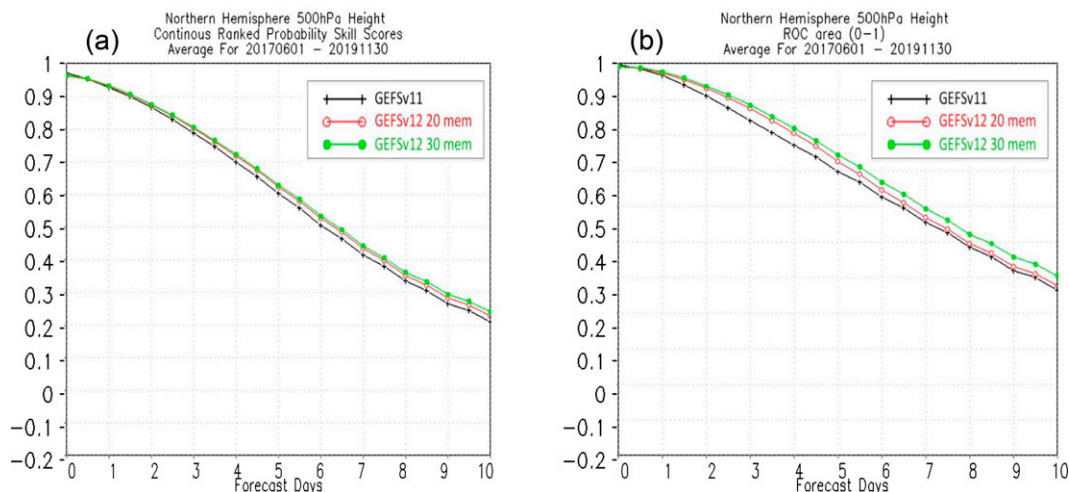 (a)
Northern Hemisphere 500hPa Height
Continous Ranked Probability Skill Scores
Average For 20170601 – 20191130
1
0.9
0.8
0.7
0.6
0.5
0.4
0.3
0.2
0.1
0
−0.1
−0.2
GEFSv11
GEFSv12 20 mem
GEFSv12 30 mem
0 1 2 3 4 5 6 7 8 9 10
Forecast Days
(b)
Northern Hemisphere 500hPa Height
ROC area (0−1)
Average For 20170601 – 20191130
1
0.9
0.8
0.7
0.6
0.5
0.4
0.3
0.2
0.1
0
−0.1
−0.2
GEFSv11
GEFSv12 20 mem
GEFSv12 30 mem
0 1 2 3 4 5 6 7 8 9 10
Forecast Days